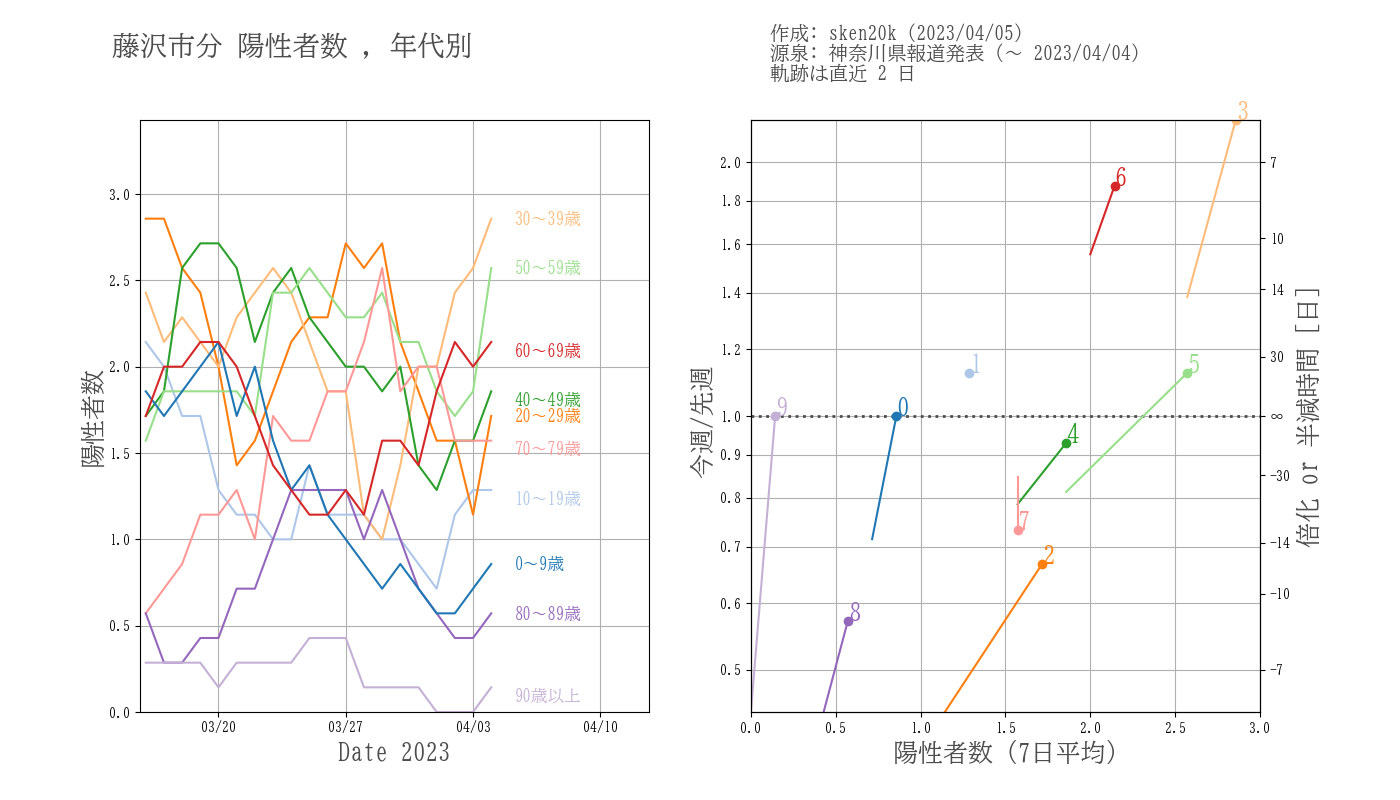 藤沢市分 陽性者数 , 年代別
作成: sken20k (2023/04/05)
源泉: 神奈川県報道発表 (～ 2023/04/04)
軌跡は直近 2 日
陽性者数
3.0
2.5
2.0
1.5
1.0
0.5
0.0
03/20
03/27
04/03
04/10
Date 2023
30～39歳
50～59歳
60～69歳
40～49歳
20～29歳
70～79歳
10～19歳
0～9歳
80～89歳
90歳以上
今週/先週
2.0
1.8
1.6
1.4
1.2
1.0
0.9
0.8
0.7
0.6
0.5
3
6
1
5
9
0
4
7
2
8
0.0
0.5
1.0
1.5
2.0
2.5
3.0
陽性者数 (7日平均)
7
10
14
30
∞
−30
−14
−10
−7
倍化 or 半減時間 [日]